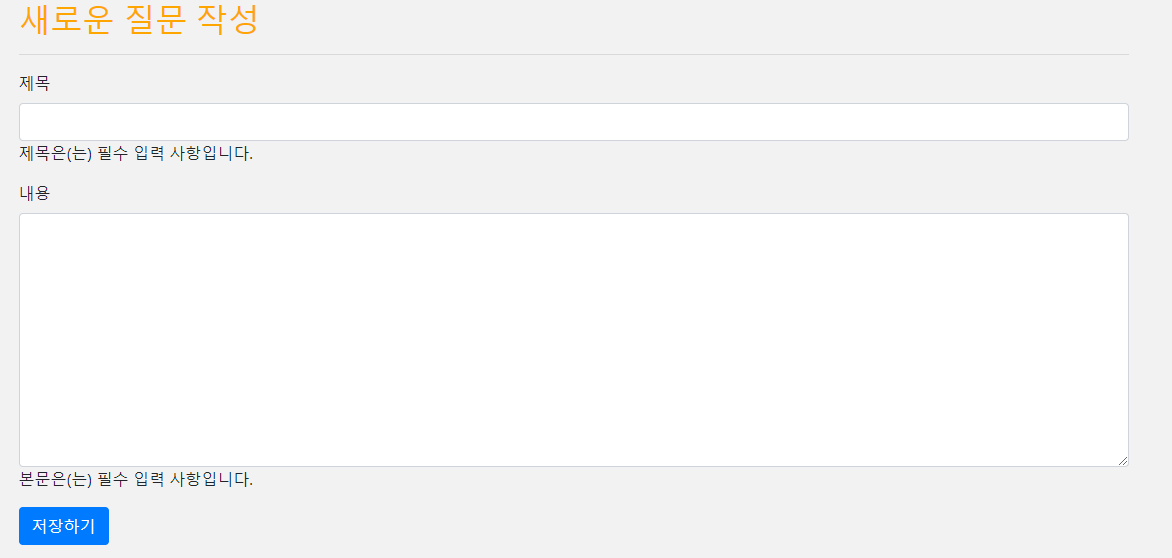 새로운 질문 작성
제목
제목은(는) 필수 입력 사항입니다.
내용
본문은(는) 필수 입력 사항입니다.
저장하기